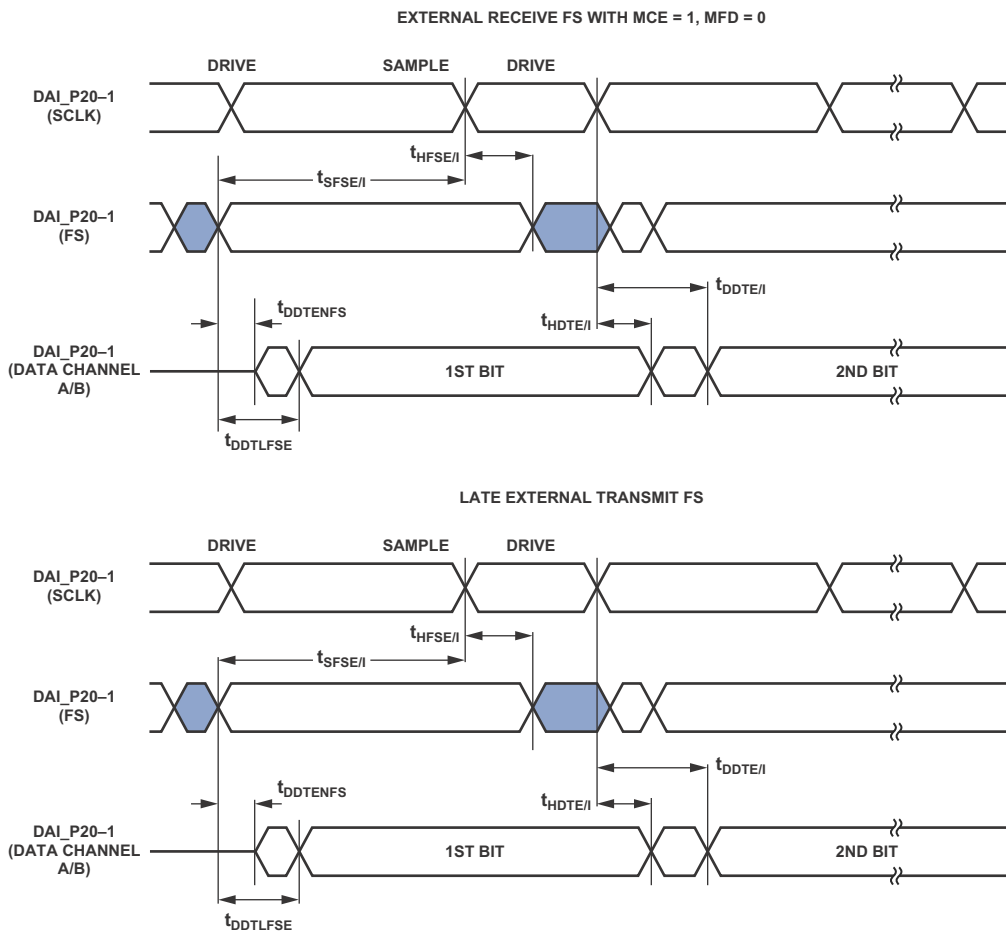 EXTERNAL RECEIVE FS WITH MCE = 1, MFD = 0
DRIVE SAMPLE DRIVE
DAI_P20–1
(SCLK)
tHFSE/I
tSFSE/I
DAI_P20–1
(FS)
tDDTE/I
tDDTENFS
tHDTE/I
DAI_P20–1
(DATA CHANNEL
A/B)
1ST BIT 2ND BIT
tDDTLFSE
LATE EXTERNAL TRANSMIT FS
DRIVE SAMPLE DRIVE
DAI_P20–1
(SCLK)
tHFSE/I
tSFSE/I
DAI_P20–1
(FS)
tDDTE/I
tDDTENFS
tHDTE/I
DAI_P20–1
(DATA CHANNEL
A/B)
1ST BIT 2ND BIT
tDDTLFSE